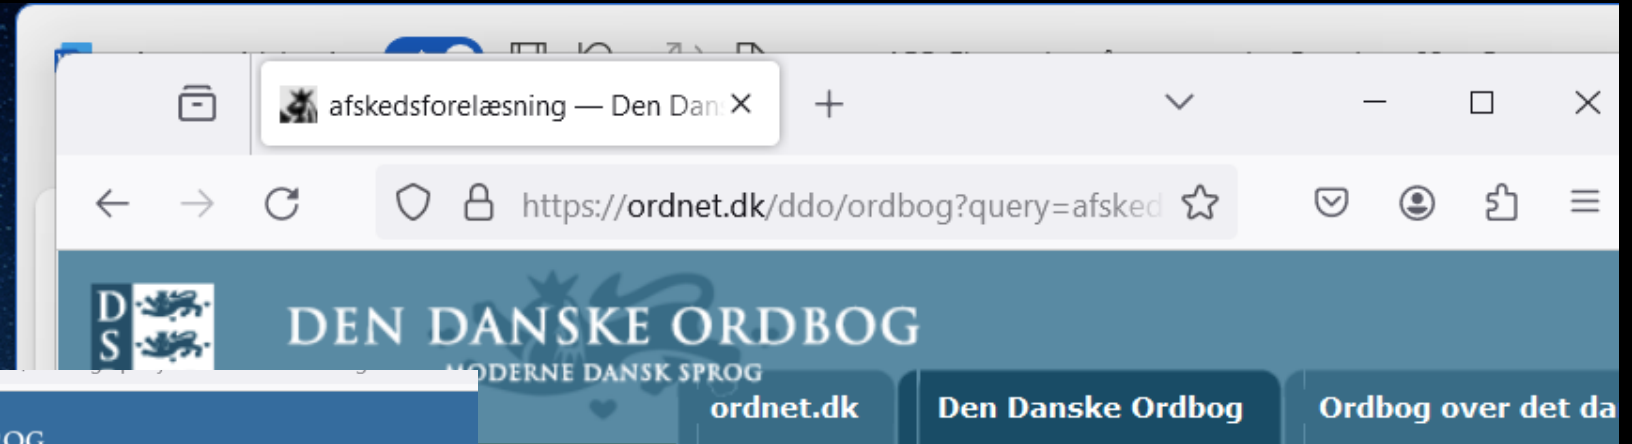 afskedsforelæsning — Den Dan
https://ordnet.dk/ddo/ordbog?query=afsked
D
S
DEN DANSKE ORDBOG
MODERNE DANSK SPROG
ordnet.dk
Den Danske Ordbog
Ordbog over det da
OG